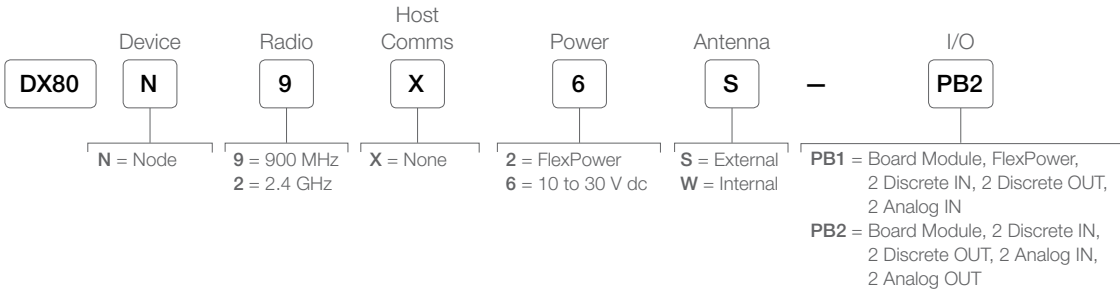 Host
Device Radio Comms Power Antenna I/O
DX80 N 9 X 6 S – PB2
N = Node
9 = 900 MHz
2 = 2.4 GHz
X = None
2 = FlexPower
6 = 10 to 30 V dc
S = External
W = Internal
PB1 = Board Module, FlexPower,
2 Discrete IN, 2 Discrete OUT,
2 Analog IN
PB2 = Board Module, 2 Discrete IN,
2 Discrete OUT, 2 Analog IN,
2 Analog OUT